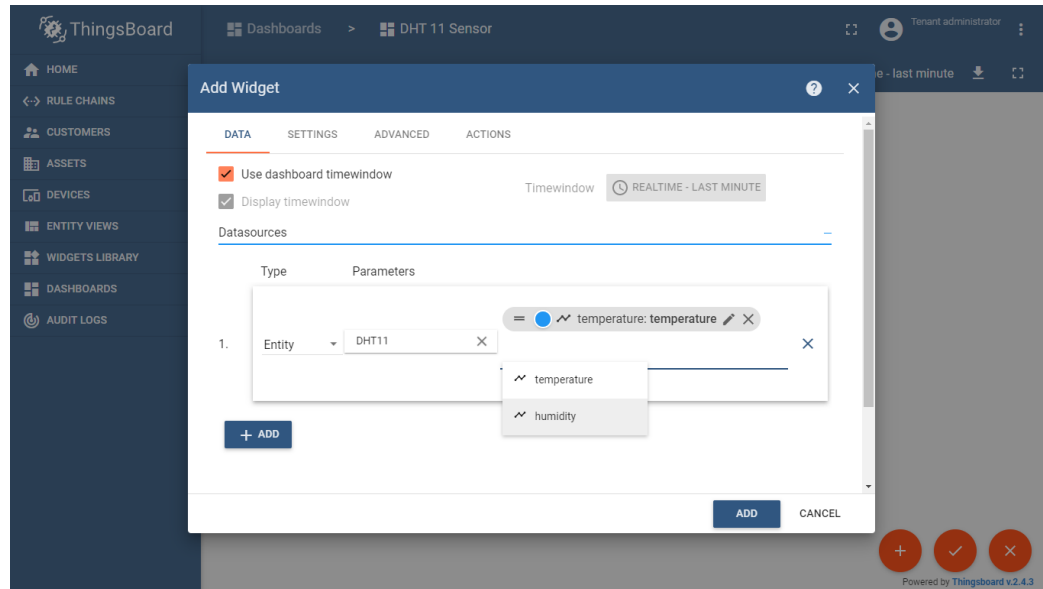 ThingsBoard
Dashboards > DHT 11 Sensor
Tenant administrator
HOME
RULE CHAINS
CUSTOMERS
ASSETS
DEVICES
ENTITY VIEWS
WIDGETS LIBRARY
DASHBOARDS
AUDIT LOGS
e - last minute
Add Widget
DATA SETTINGS ADVANCED ACTIONS
Use dashboard timewindow
Display timewindow
Timewindow REALTIME - LAST MINUTE
Datasources
Type Parameters
temperature: temperature
1. Entity DHT11
temperature
humidity
+ ADD
ADD CANCEL
Powered by Thingsboard v.2.4.3